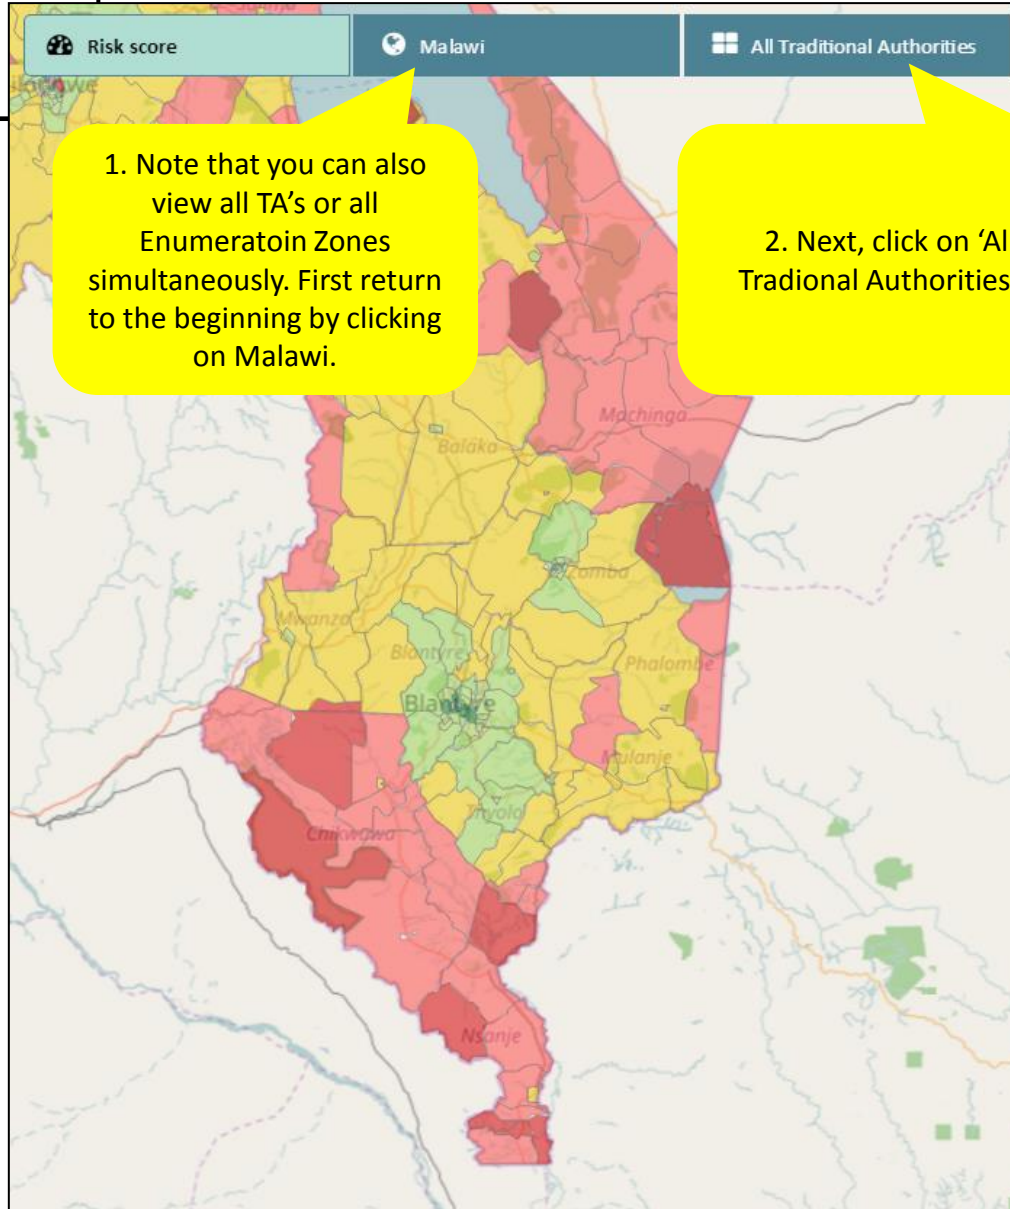 Risk score
Malawi
All Traditional Authorities
1. Note that you can also
view all TA's or all
Enumeratoin Zones
simultaneously. First return
to the beginning by clicking
on Malawi.
2. Next, click on ‘Al
Tradional Authorities
Machinga
Balaka
Zomba
Mwanza
Blantyre
Phalombe
Blantyre
Mulanje
Thyolo
Chikwawa
Nsanje